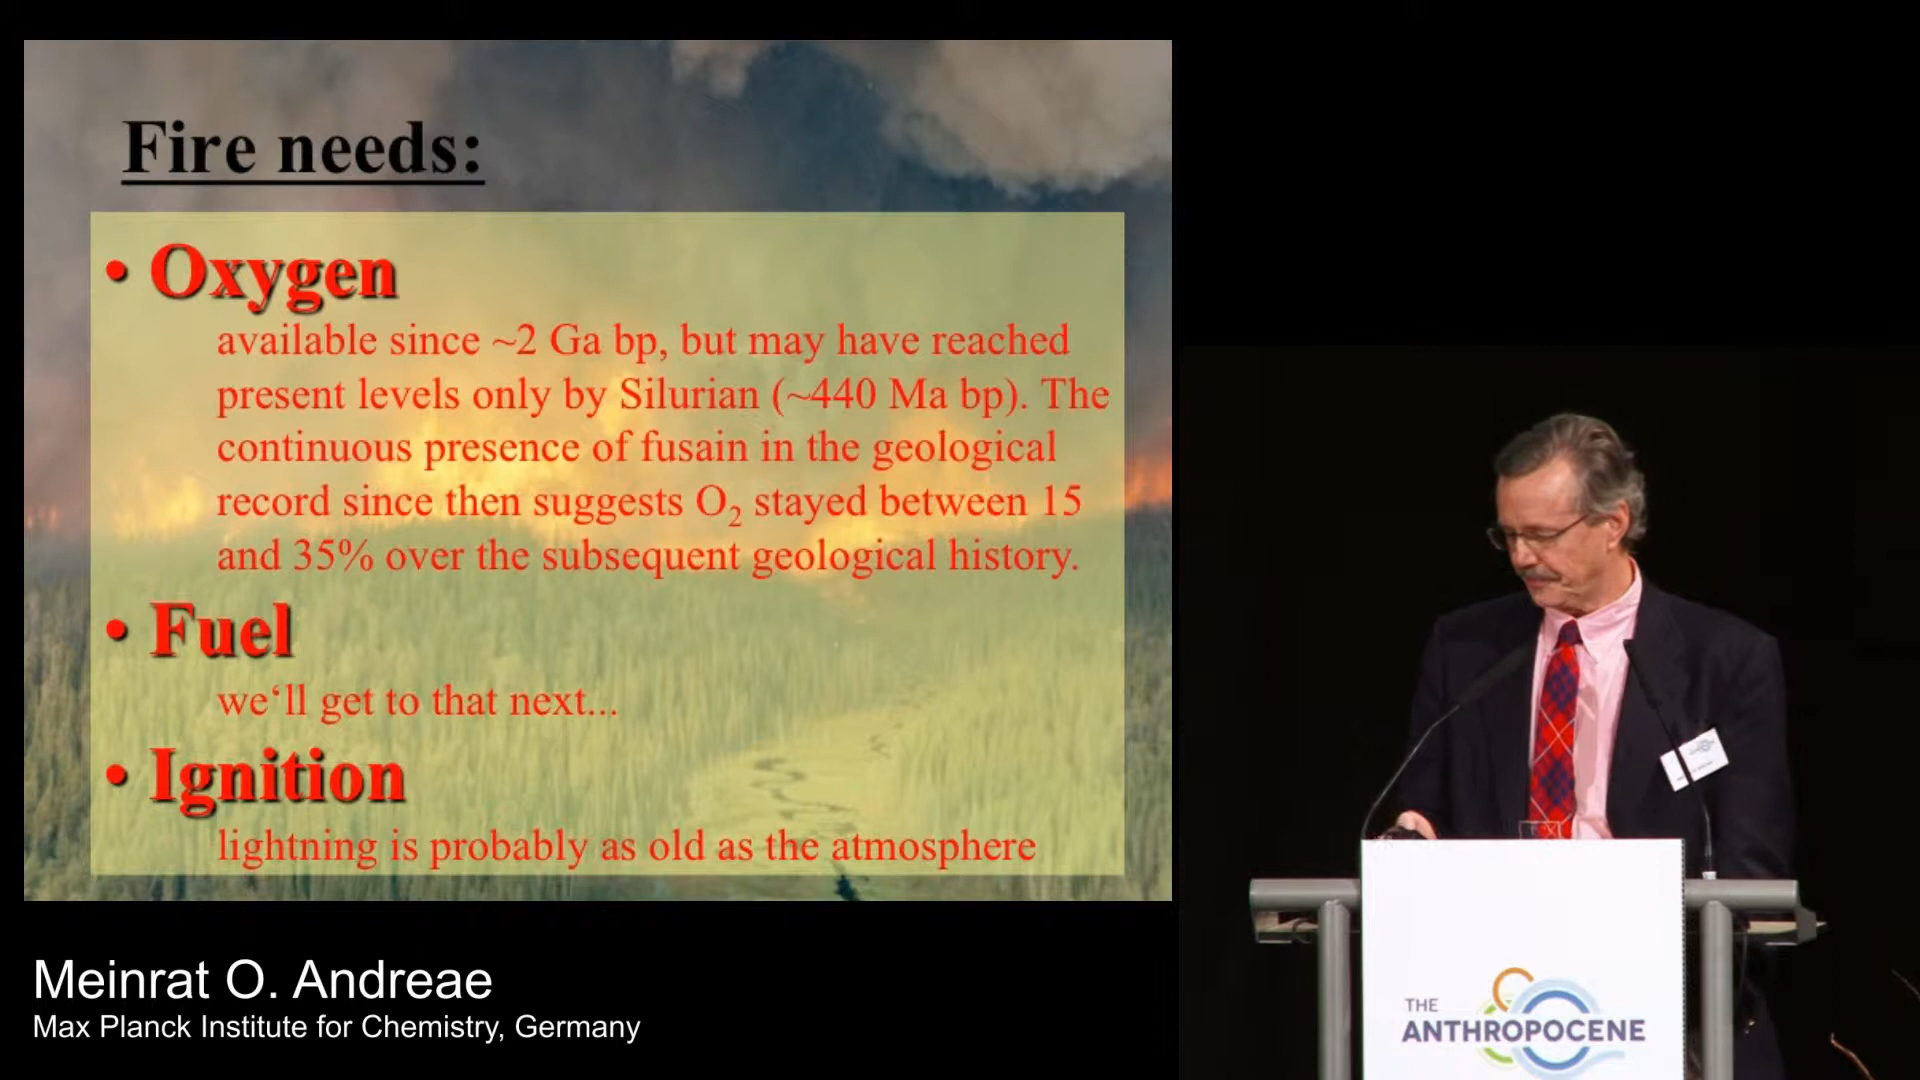 Fire needs:
• Oxygen
available since ~2 Ga bp, but may have reached
present levels only by Silurian (~440 Ma bp). The
continuous presence of fusain in the geological
record since then suggests O₂ stayed between 15
and 35% over the subsequent geological history.
• Fuel
we‘ll get to that next...
• Ignition
lightning is probably as old as the atmosphere
Meinrat O. Andreae
Max Planck Institute for Chemistry, Germany
THE
ANTHROPOCENE